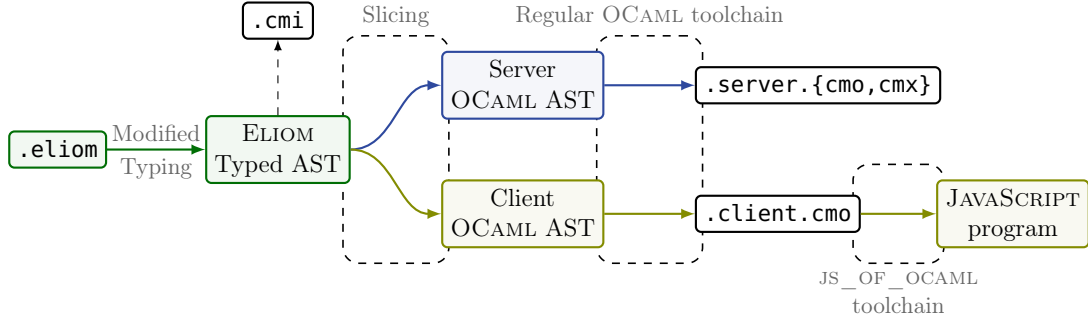 Slicing
Regular OCAML toolchain
.cmi
Server
OCAML AST
.server.{cmo,cmx}
.eliom
Modified
Typing
ELIOM
Typed AST
Client
OCAML AST
.client.cmo
JAVASCRIPT
program
JS_OF_OCAML
toolchain